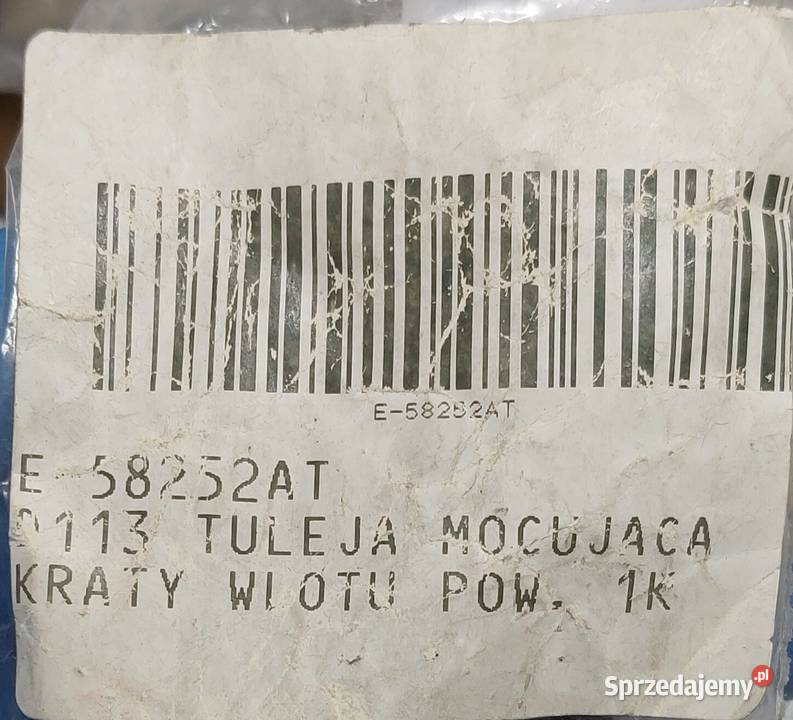 E-58252AT
E-58252AT
0113 TULEJA MOCUJACA
KRATY WLOTU POW. 1K
Sprzedajemy.pl